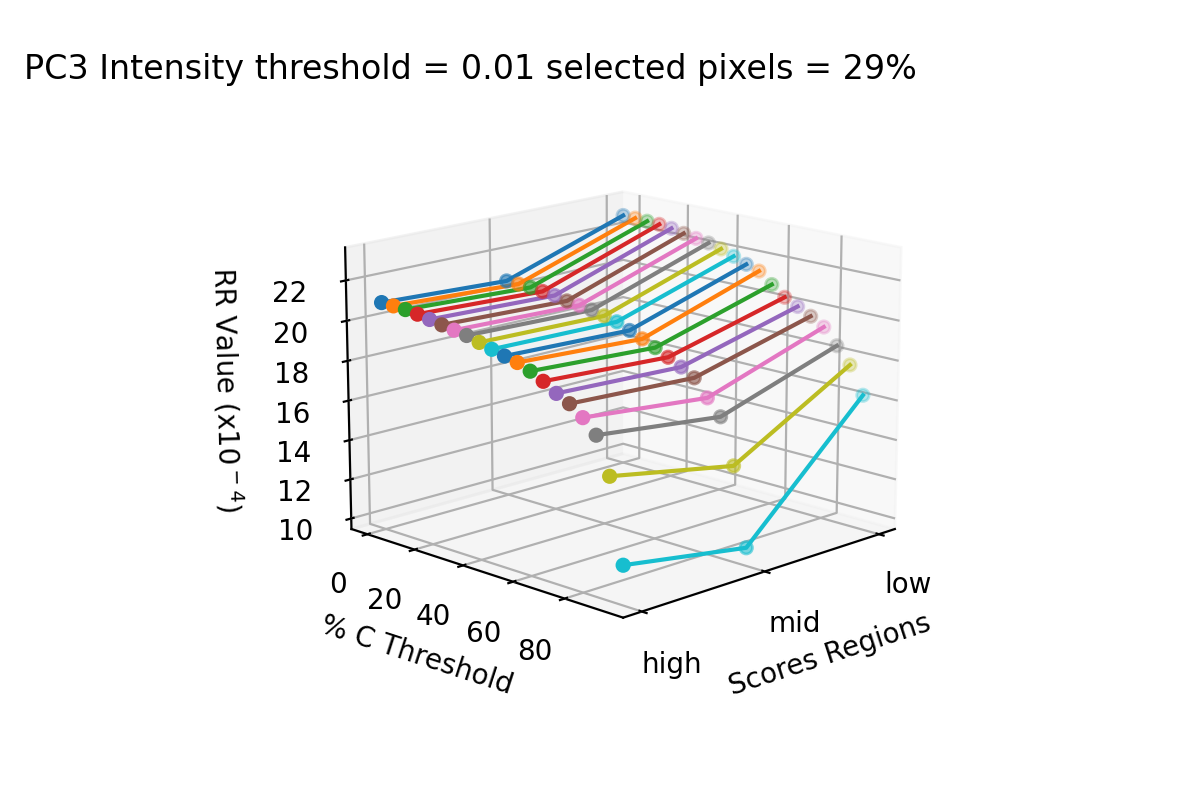 PC3 Intensity threshold = 0.01 selected pixels = 29%
22
20
18
16
14
12
10
RR Value (x10⁻⁴)
0
20
40
60
80
% C Threshold
high
mid
low
Scores Regions